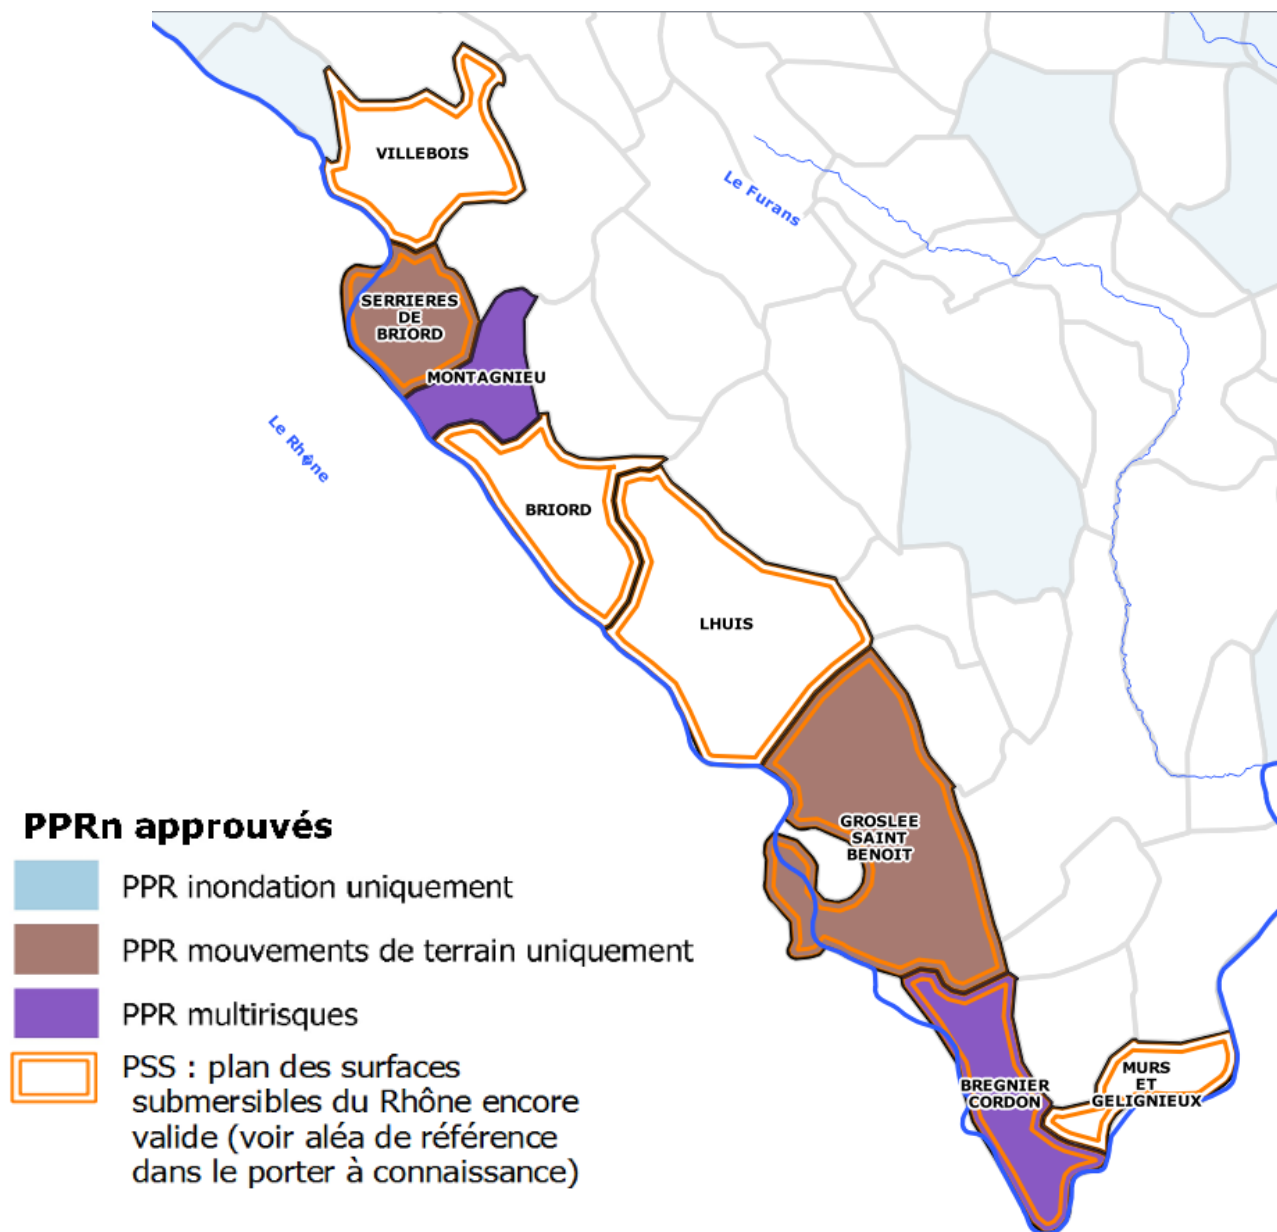 VILLEBOIS
Le Furans
SERRIERES
DE
BRIORD
MONTAGNIEU
Le Rh�ne
BRIORD
LHUIS
GROSLEE
SAINT
BENOIT
BREGNIER
CORDON
MURS
ET
GELIGNIEUX
PPRn approuvés
PPR inondation uniquement
PPR mouvements de terrain uniquement
PPR multirisques
PSS : plan des surfaces
submersibles du Rhône encore
valide (voir aléa de référence
dans le porter à connaissance)